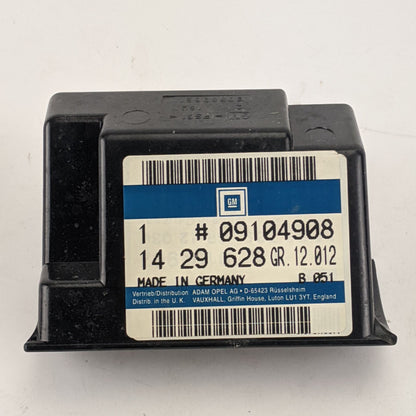 GM
1 # 09104908
14 29 628 GR.12.012
MADE IN GERMANY B 051
Vertrieb/Distribution ADAM OPEL AG • D-65423 Rüsselsheim
Distrib. in the U.K. VAUXHALL, Griffin House, Luton LU1 3YT. England